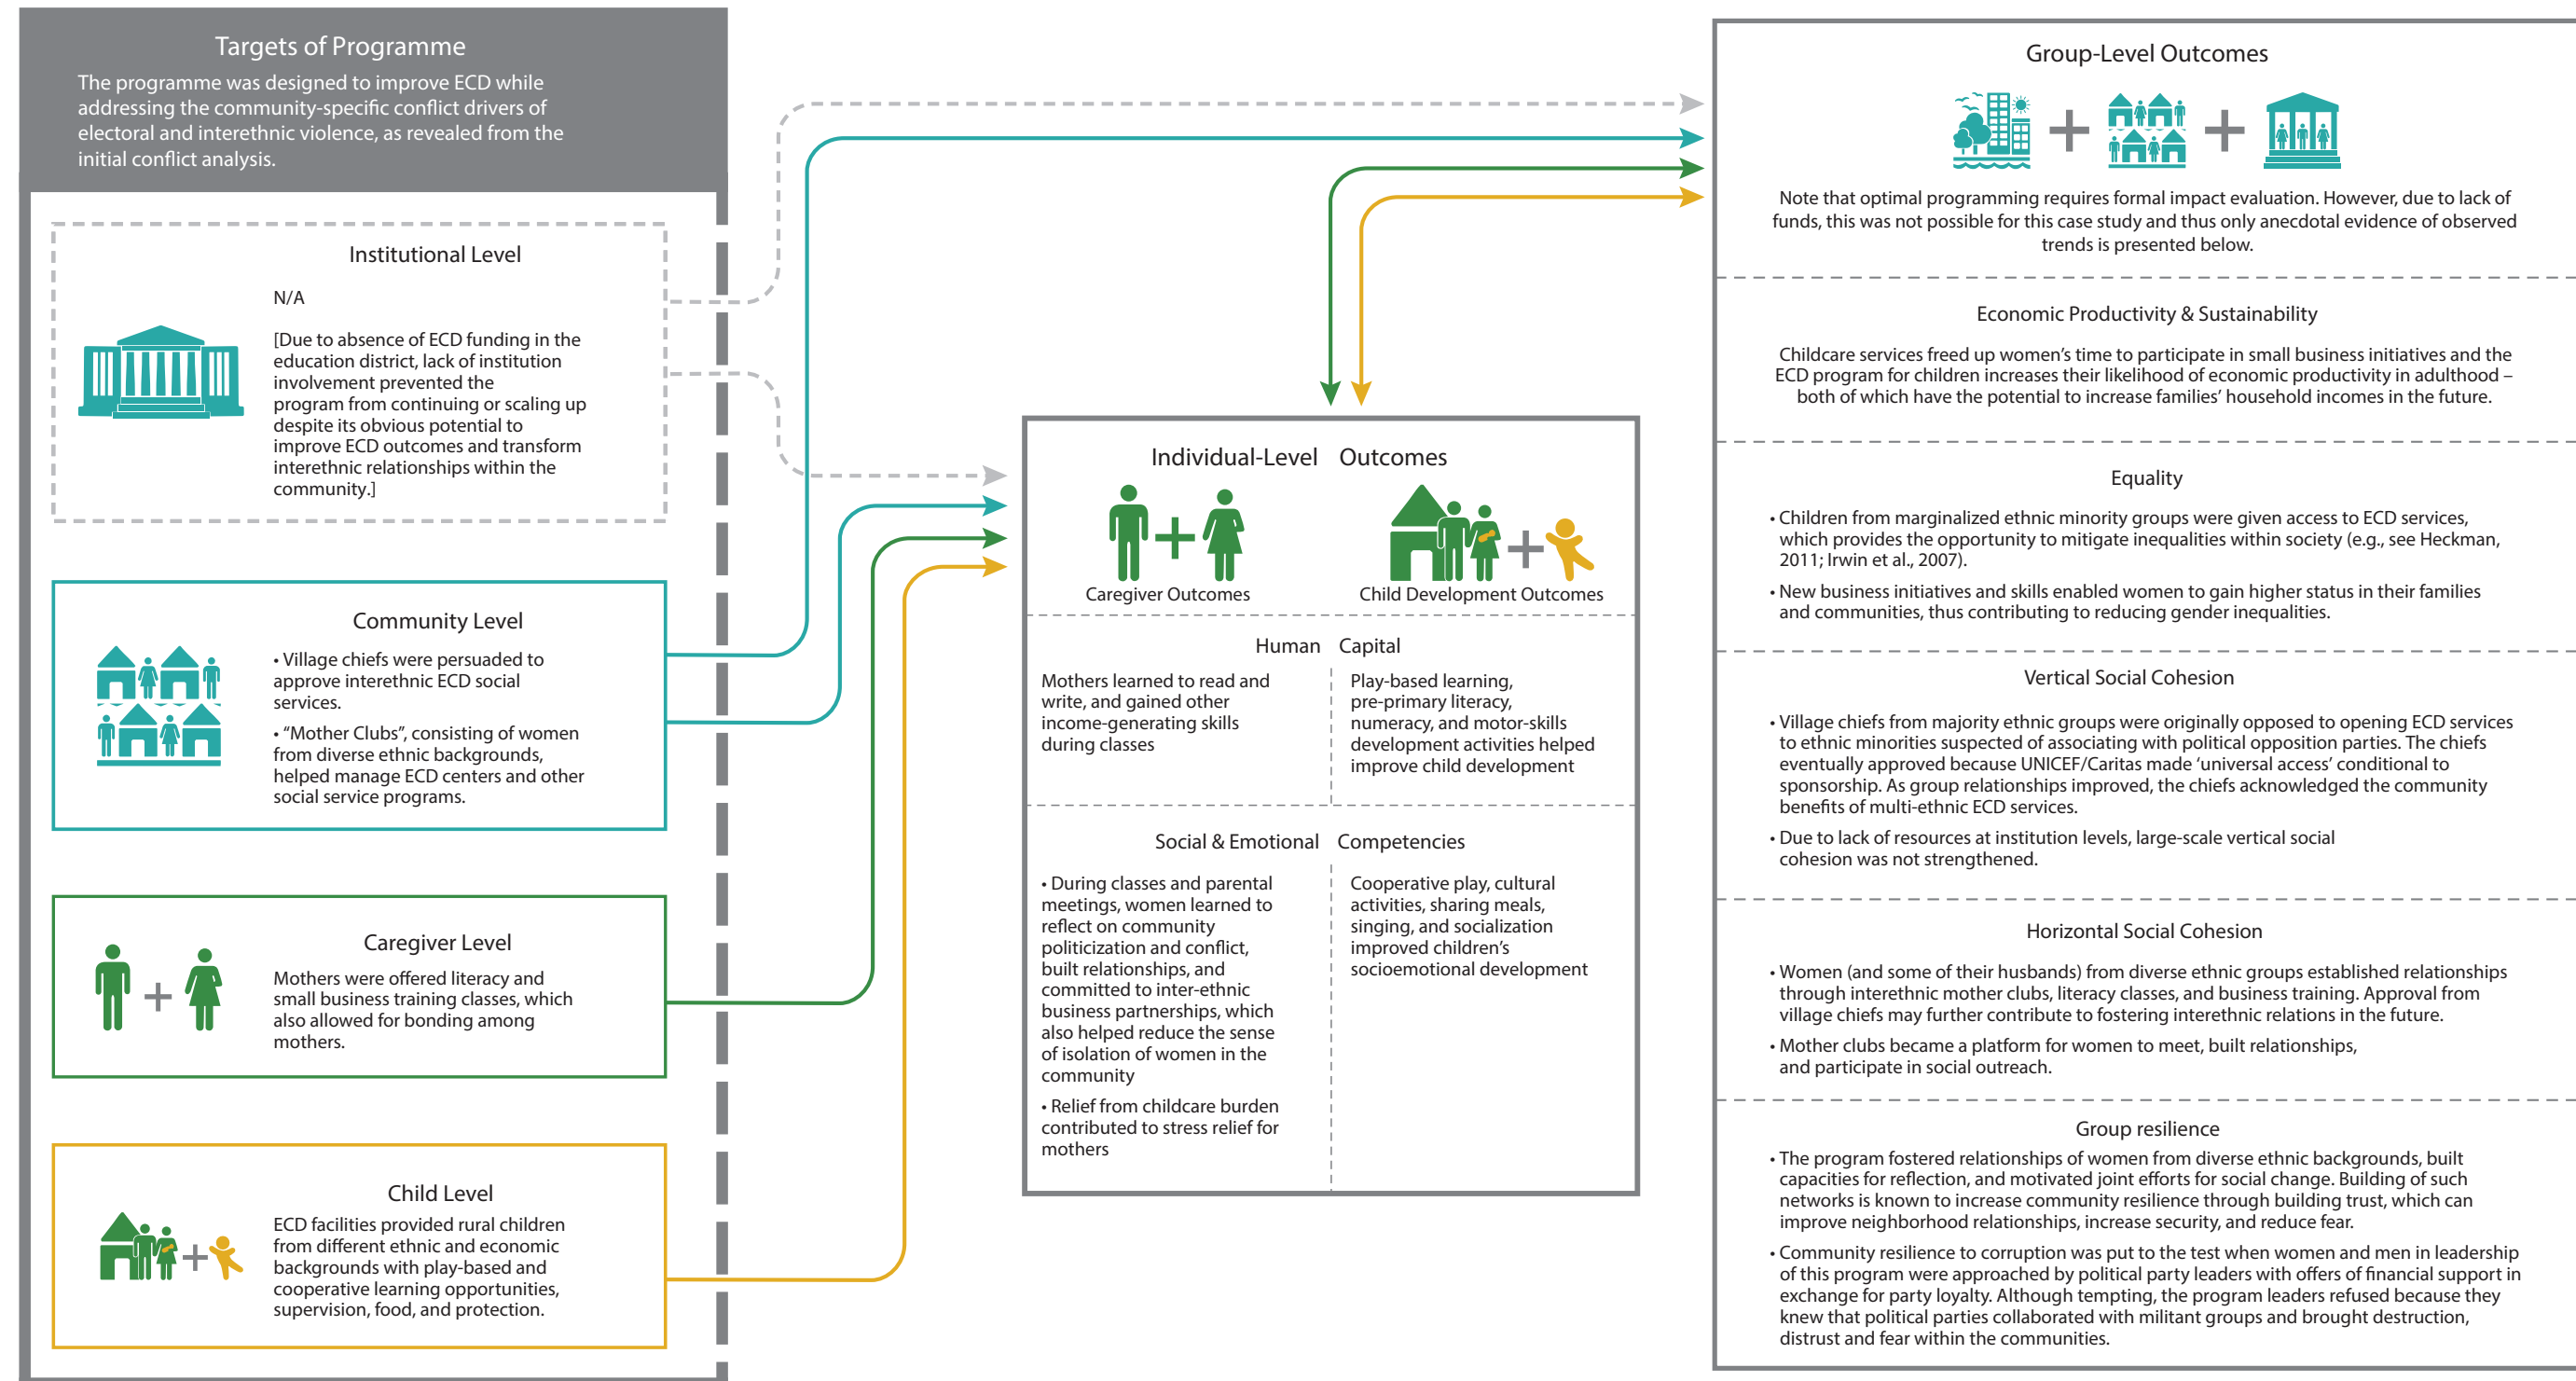 Targets of Programme
The programme was designed to improve ECD while
addressing the community-specific conflict drivers of
electoral and interethnic violence, as revealed from the
initial conflict analysis.
Institutional Level
N/A
[Due to absence of ECD funding in the
education district, lack of institution
involvement prevented the
program from continuing or scaling up
despite its obvious potential to
improve ECD outcomes and transform
interethnic relationships within the
community.]
Community Level
• Village chiefs were persuaded to
approve interethnic ECD social
services.
• “Mother Clubs”, consisting of women
from diverse ethnic backgrounds,
helped manage ECD centers and other
social service programs.
Caregiver Level
Mothers were offered literacy and
small business training classes, which
also allowed for bonding among
mothers.
Child Level
ECD facilities provided rural children
from different ethnic and economic
backgrounds with play-based and
cooperative learning opportunities,
supervision, food, and protection.
Individual-Level Outcomes
Caregiver Outcomes
Child Development Outcomes
Human Capital
Mothers learned to read and
write, and gained other
income-generating skills
during classes
Play-based learning,
pre-primary literacy,
numeracy, and motor-skills
development activities helped
improve child development
Social & Emotional Competencies
• During classes and parental
meetings, women learned to
reflect on community
politicization and conflict,
built relationships, and
committed to inter-ethnic
business partnerships, which
also helped reduce the sense
of isolation of women in the
community
• Relief from childcare burden
contributed to stress relief for
mothers
Cooperative play, cultural
activities, sharing meals,
singing, and socialization
improved children’s
socioemotional development
Group-Level Outcomes
Note that optimal programming requires formal impact evaluation. However, due to lack of
funds, this was not possible for this case study and thus only anecdotal evidence of observed
trends is presented below.
Economic Productivity & Sustainability
Childcare services freed up women’s time to participate in small business initiatives and the
ECD program for children increases their likelihood of economic productivity in adulthood –
both of which have the potential to increase families’ household incomes in the future.
Equality
• Children from marginalized ethnic minority groups were given access to ECD services,
which provides the opportunity to mitigate inequalities within society (e.g., see Heckman,
2011; Irwin et al., 2007).
• New business initiatives and skills enabled women to gain higher status in their families
and communities, thus contributing to reducing gender inequalities.
Vertical Social Cohesion
• Village chiefs from majority ethnic groups were originally opposed to opening ECD services
to ethnic minorities suspected of associating with political opposition parties. The chiefs
eventually approved because UNICEF/Caritas made ‘universal access’ conditional to
sponsorship. As group relationships improved, the chiefs acknowledged the community
benefits of multi-ethnic ECD services.
• Due to lack of resources at institution levels, large-scale vertical social
cohesion was not strengthened.
Horizontal Social Cohesion
• Women (and some of their husbands) from diverse ethnic groups established relationships
through interethnic mother clubs, literacy classes, and business training. Approval from
village chiefs may further contribute to fostering interethnic relations in the future.
• Mother clubs became a platform for women to meet, built relationships,
and participate in social outreach.
Group resilience
• The program fostered relationships of women from diverse ethnic backgrounds, built
capacities for reflection, and motivated joint efforts for social change. Building of such
networks is known to increase community resilience through building trust, which can
improve neighborhood relationships, increase security, and reduce fear.
• Community resilience to corruption was put to the test when women and men in leadership
of this program were approached by political party leaders with offers of financial support in
exchange for party loyalty. Although tempting, the program leaders refused because they
knew that political parties collaborated with militant groups and brought destruction,
distrust and fear within the communities.